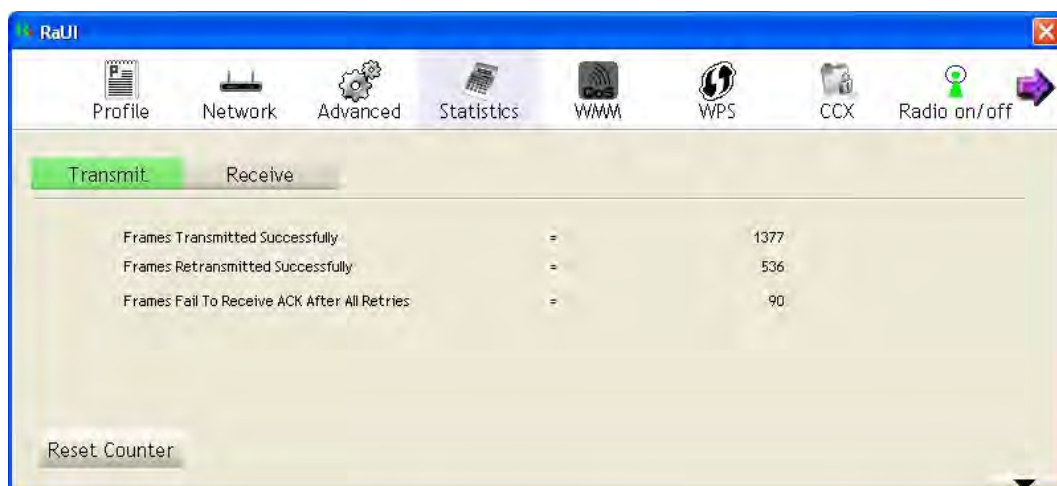 RaUI
Profile Network Advanced Statistics QoS WMM WPS CCX Radio on/off
Transmit Receive
Frames Transmitted Successfully = 1377
Frames Retransmitted Successfully = 536
Frames Fail To Receive ACK After All Retries = 90
Reset Counter